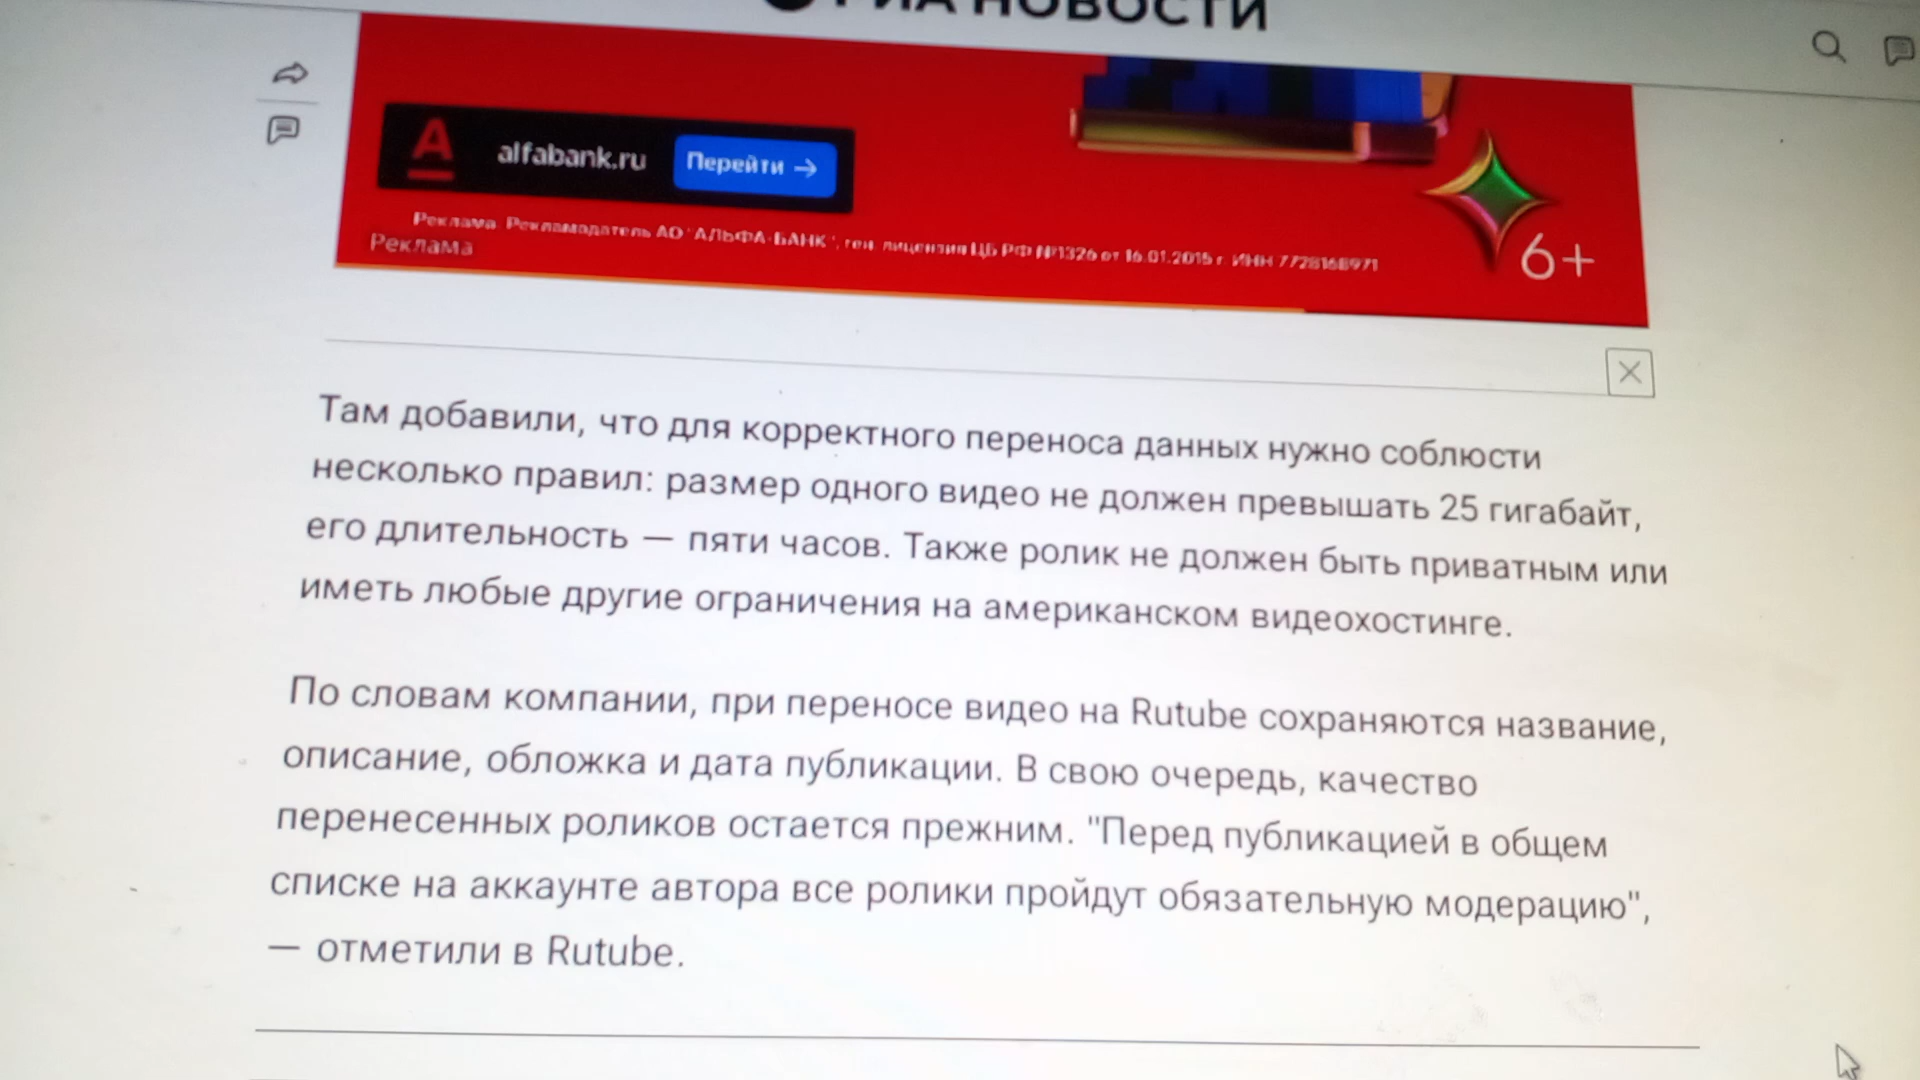 РИА НОВОСТИ
alfabank.ru
Перейти →
Реклама. Рекламодатель АО "АЛЬФА-БАНК", ген. лицензия ЦБ РФ №1326 от 16.01.2015 г. ИНН 7728168971
Реклама
6+
Там добавили, что для корректного переноса данных нужно соблюсти
несколько правил: размер одного видео не должен превышать 25 гигабайт,
его длительность — пяти часов. Также ролик не должен быть приватным или
иметь любые другие ограничения на американском видеохостинге.
По словам компании, при переносе видео на Rutube сохраняются название,
описание, обложка и дата публикации. В свою очередь, качество
перенесенных роликов остается прежним. "Перед публикацией в общем
списке на аккаунте автора все ролики пройдут обязательную модерацию",
— отметили в Rutube.